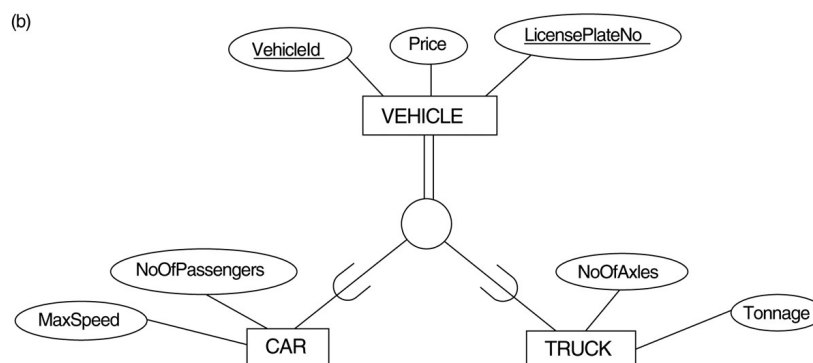 (b)
VehicleId
Price
LicensePlateNo
VEHICLE
NoOfPassengers
NoOfAxles
MaxSpeed
Tonnage
CAR
TRUCK